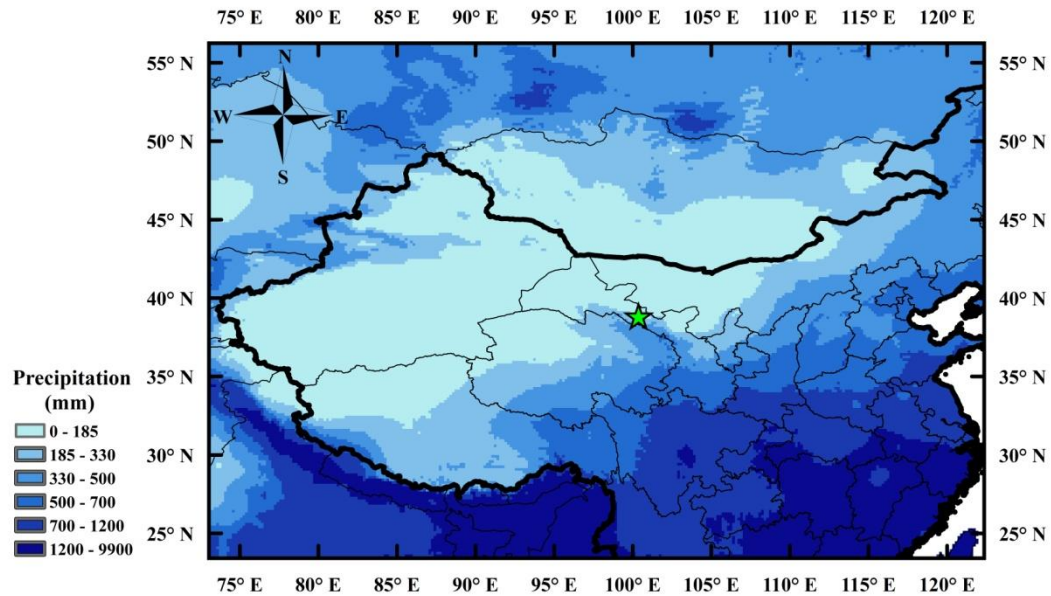 75° E 80° E 85° E 90° E 95° E 100° E 105° E 110° E 115° E 120° E
55° N 55° N
N
W E
50° N 50° N
S
45° N 45° N
40° N 40° N
Precipitation
(mm)
35° N 35° N
0 - 185
185 - 330
30° N 30° N
330 - 500
500 - 700
700 - 1200
25° N 25° N
1200 - 9900
75° E 80° E 85° E 90° E 95° E 100° E 105° E 110° E 115° E 120° E